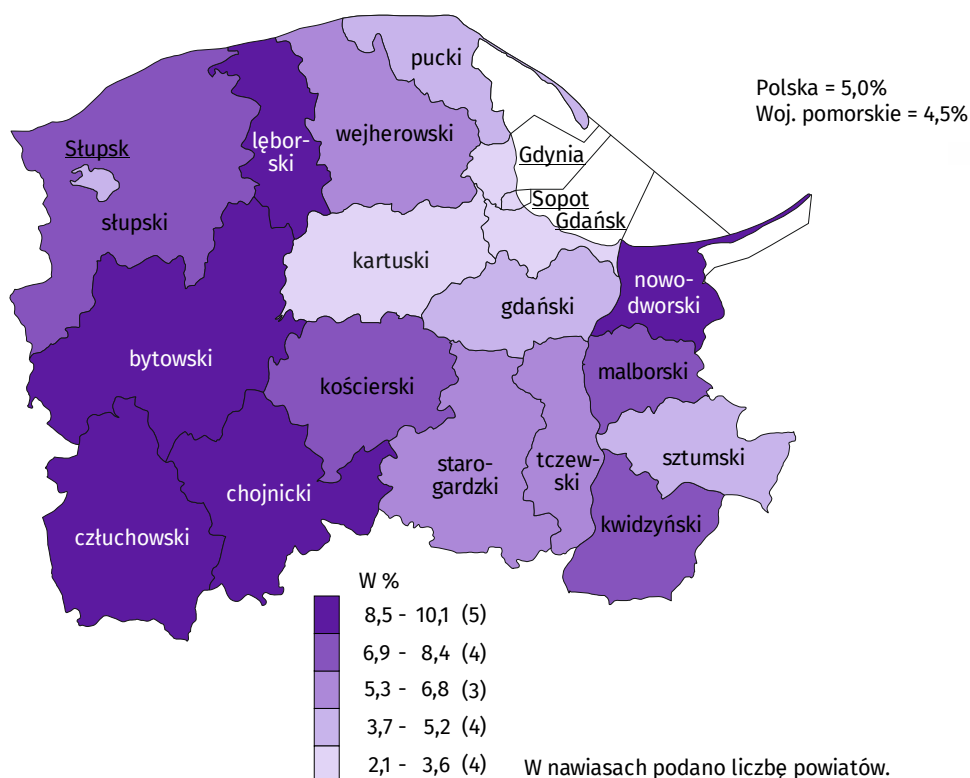 pucki
Polska = 5,0%
Woj. pomorskie = 4,5%
wejherowski
lębor-
ski
Słupsk
Gdynia
Sopot
Gdańsk
słupski
kartuski
gdański
nowo-
dworski
bytowski
kościerski
malborski
staro-
gardzki
tczew-
ski
sztumski
chojnicki
człuchowski
kwidzyński
W %
8,5 - 10,1 (5)
6,9 - 8,4 (4)
5,3 - 6,8 (3)
3,7 - 5,2 (4)
2,1 - 3,6 (4)
W nawiasach podano liczbę powiatów.